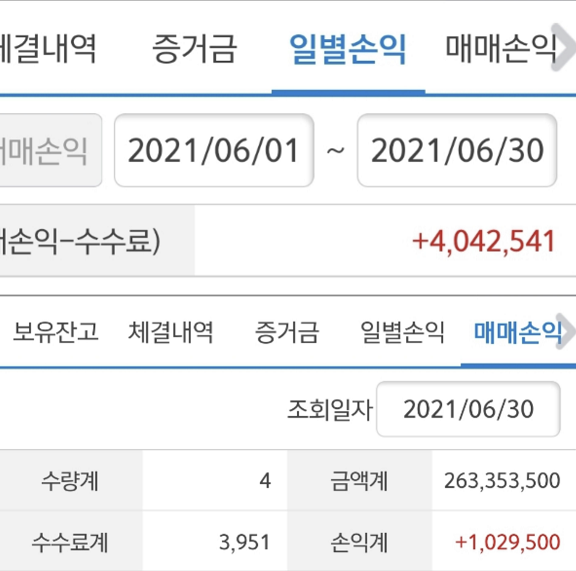 체결내역 증거금 일별손익 매매손익
매매손익 2021/06/01 ~ 2021/06/30
손익-수수료) +4,042,541
보유잔고 체결내역 증거금 일별손익 매매손익
조회일자 2021/06/30
수량계 4 금액계 263,353,500
수수료계 3,951 손익계 +1,029,500